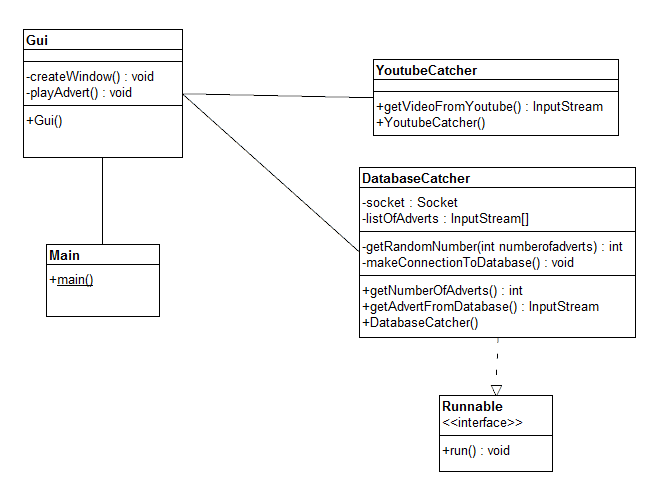 Gui
-createWindow() : void
-playAdvert() : void
+Gui()
YoutubeCatcher
+getVideoFromYoutube() : InputStream
+YoutubeCatcher()
DatabaseCatcher
-socket : Socket
-listOfAdverts : InputStream[]
-getRandomNumber(int numberofadverts) : int
-makeConnectionToDatabase() : void
+getNumberOfAdverts() : int
+getAdvertFromDatabase() : InputStream
+DatabaseCatcher()
Main
+main()
Runnable
<<interface>>
+run() : void